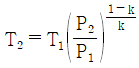 T₂ = T₁(P₂/P₁)^((1-k)/k)